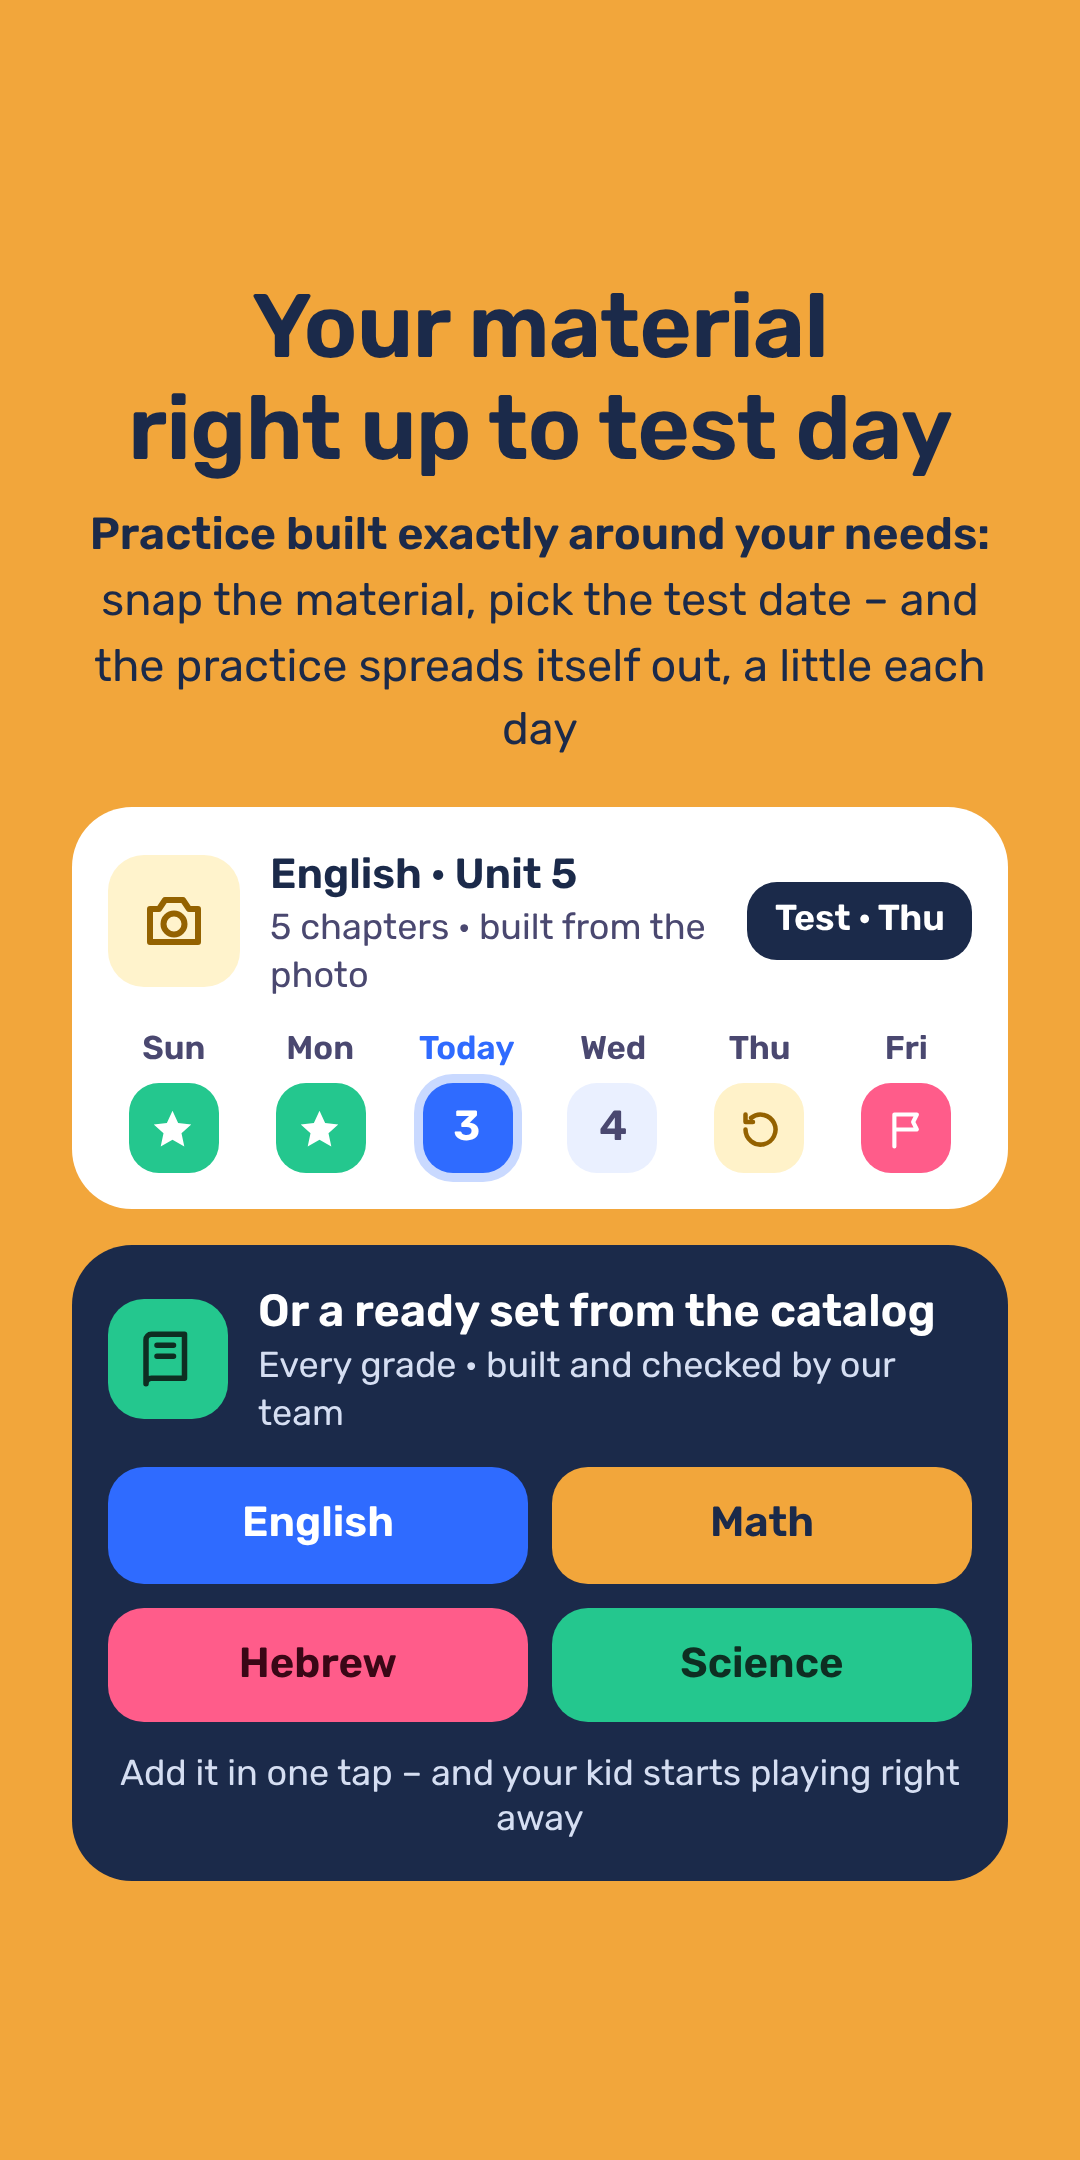 Your material
right up to test day
Practice built exactly around your needs:
snap the material, pick the test date – and
the practice spreads itself out, a little each
day
English • Unit 5
5 chapters • built from the
photo
Test • Thu
Sun Mon Today Wed Thu Fri
3 4
Or a ready set from the catalog
Every grade • built and checked by our
team
English Math
Hebrew Science
Add it in one tap – and your kid starts playing right
away